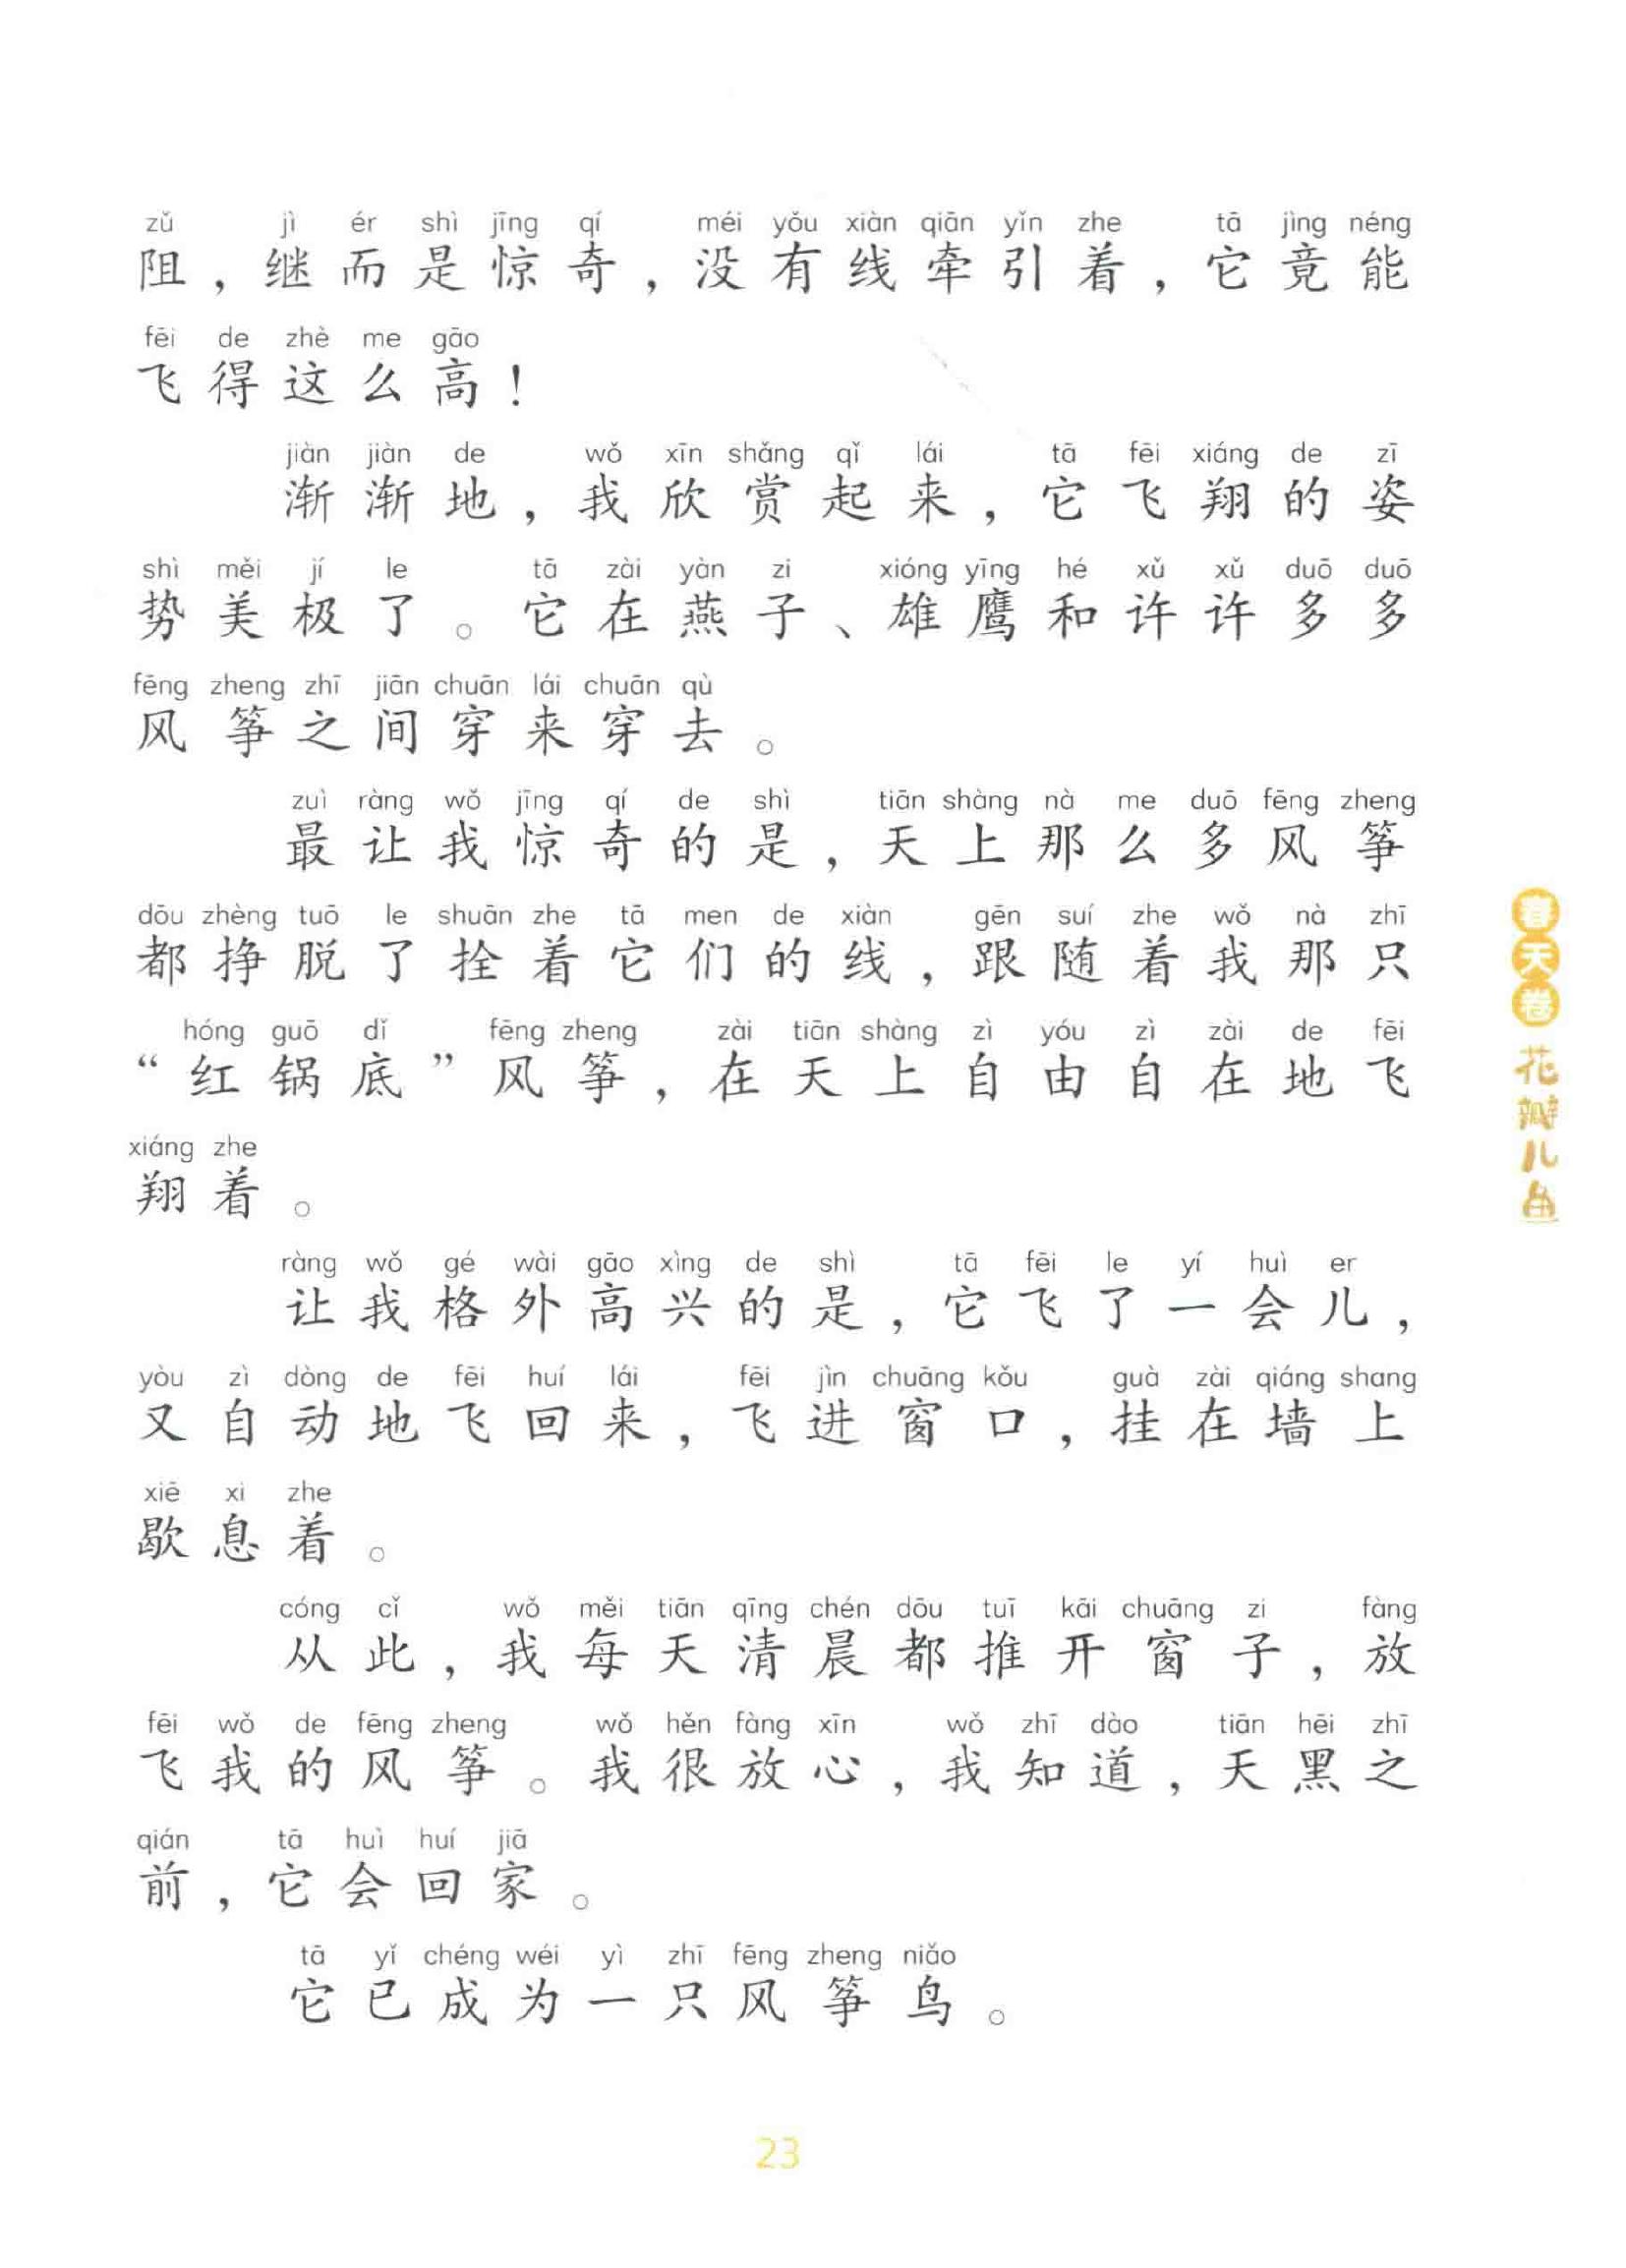 zǔ jì ér shì jīng qí méi yǒu xiàn qiān yǐn zhe tā jìng néng
阻，继而是惊奇，没有线牵引着，它竟能
fēi de zhè me gāo
飞得这么高！
jiàn jiàn de wǒ xīn shǎng qǐ lái tā fēi xiáng de zī
渐渐地，我欣赏起来，它飞翔的姿
shì měi jí le tā zài yàn zi xióng yīng hé xǔ xǔ duō duō
势美极了。它在燕子、雄鹰和许许多多
fēng zheng zhī jiān chuān lái chuān qù
风筝之间穿来穿去。
zuì ràng wǒ jīng qí de shì tiān shàng nà me duō fēng zheng
最让我惊奇的是，天上那么多风筝
dōu zhèng tuō le shuān zhe tā men de xiàn gēn suí zhe wǒ nà zhī
都挣脱了拴着它们的线，跟随着我那只
hóng guō dǐ fēng zheng zài tiān shàng zì yóu zì zài de fēi
“红锅底”风筝，在天上自由自在地飞
xiáng zhe
翔着。
ràng wǒ gé wài gāo xìng de shì tā fēi le yí huì er
让我格外高兴的是，它飞了一会儿，
yòu zì dòng de fēi huí lái fēi jìn chuāng kǒu guà zài qiáng shang
又自动地飞回来，飞进窗口，挂在墙上
xiē xi zhe
歇息着。
cóng cǐ wǒ měi tiān qīng chén dōu tuī kāi chuāng zi fàng
从此，我每天清晨都推开窗子，放
fēi wǒ de fēng zheng wǒ hěn fàng xīn wǒ zhī dào tiān hēi zhī
飞我的风筝。我很放心，我知道，天黑之
qián tā huì huí jiā
前，它会回家。
tā yǐ chéng wéi yì zhī fēng zheng niǎo
它已成为一只风筝鸟。
春天卷 花瓣儿鱼
23